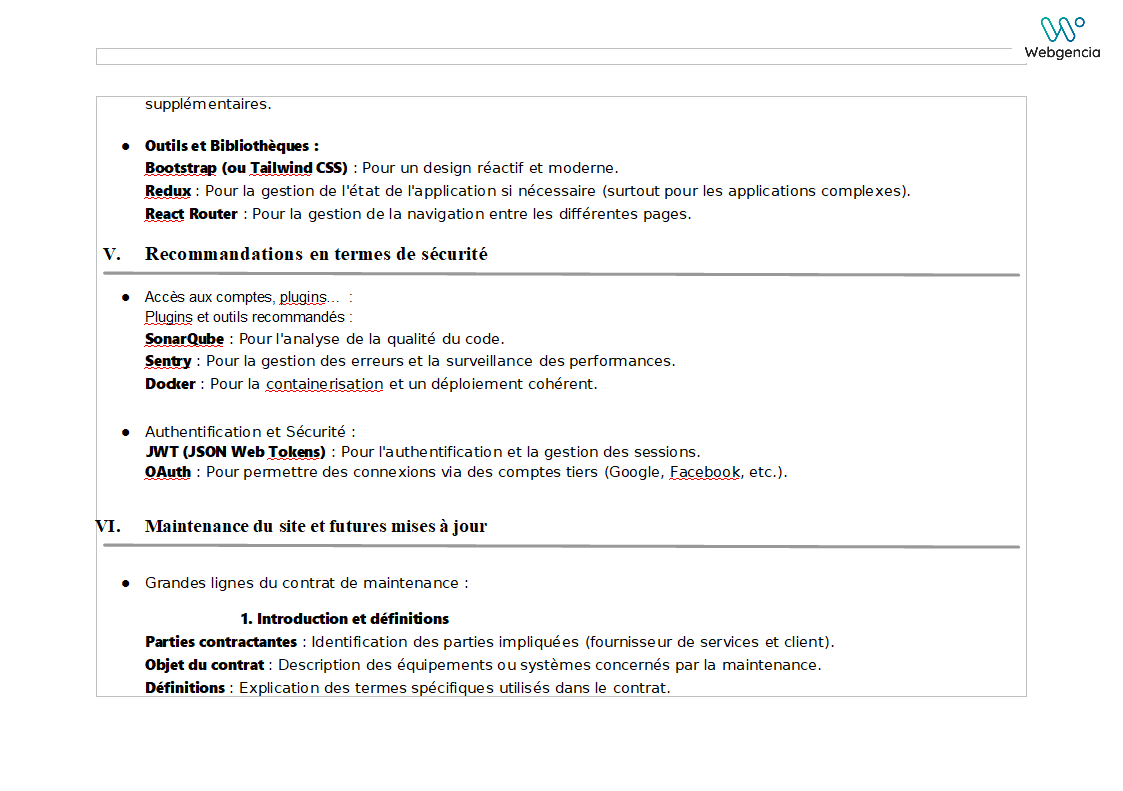 Webgencia
supplémentaires.
● Outils et Bibliothèques :
Bootstrap (ou Tailwind CSS) : Pour un design réactif et moderne.
Redux : Pour la gestion de l'état de l'application si nécessaire (surtout pour les applications complexes).
React Router : Pour la gestion de la navigation entre les différentes pages.
V. Recommandations en termes de sécurité
● Accès aux comptes, plugins… :
Plugins et outils recommandés :
SonarQube : Pour l'analyse de la qualité du code.
Sentry : Pour la gestion des erreurs et la surveillance des performances.
Docker : Pour la containerisation et un déploiement cohérent.
● Authentification et Sécurité :
JWT (JSON Web Tokens) : Pour l'authentification et la gestion des sessions.
OAuth : Pour permettre des connexions via des comptes tiers (Google, Facebook, etc.).
VI. Maintenance du site et futures mises à jour
● Grandes lignes du contrat de maintenance :
1. Introduction et définitions
Parties contractantes : Identification des parties impliquées (fournisseur de services et client).
Objet du contrat : Description des équipements ou systèmes concernés par la maintenance.
Définitions : Explication des termes spécifiques utilisés dans le contrat.